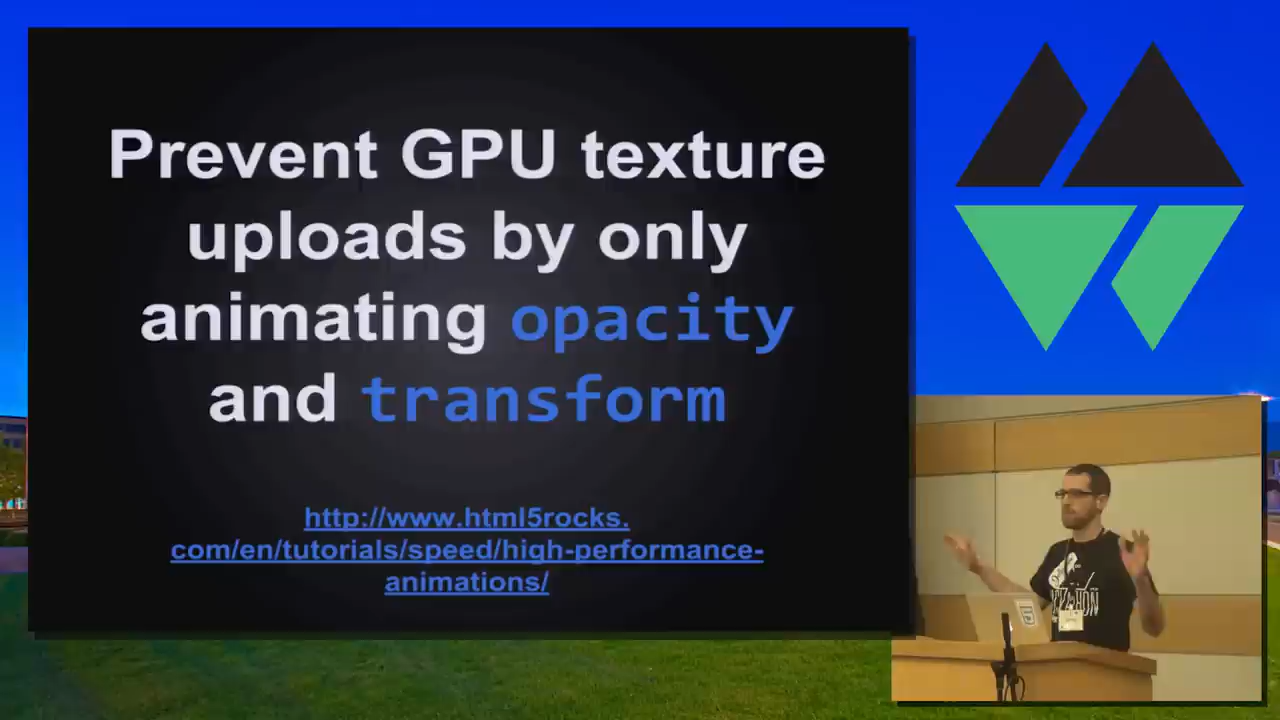 Prevent GPU texture
uploads by only
animating opacity
and transform
http://www.html5rocks.
com/en/tutorials/speed/high-performance-
animations/